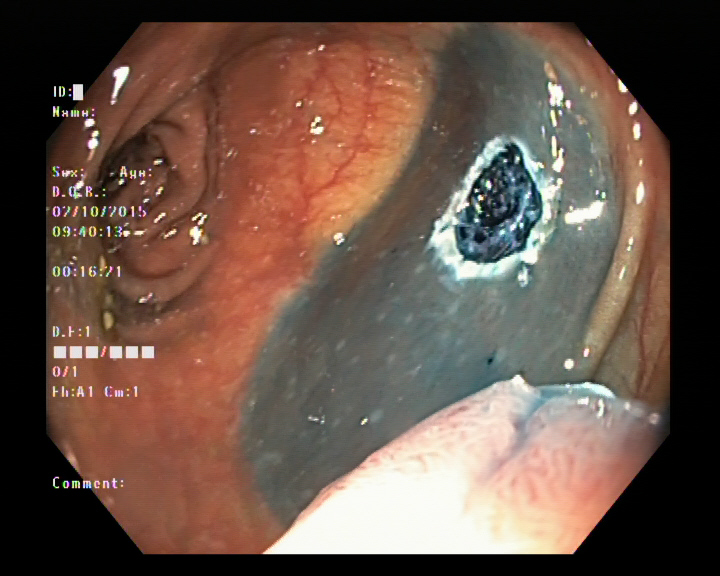 ID:
Name:
Sex: Age:
D.O.B.:
02/10/2015
09:40:13
00:16:21
D.F:1
■■■/■■■
0/1
Eh:A1 Cm:1
Comment: